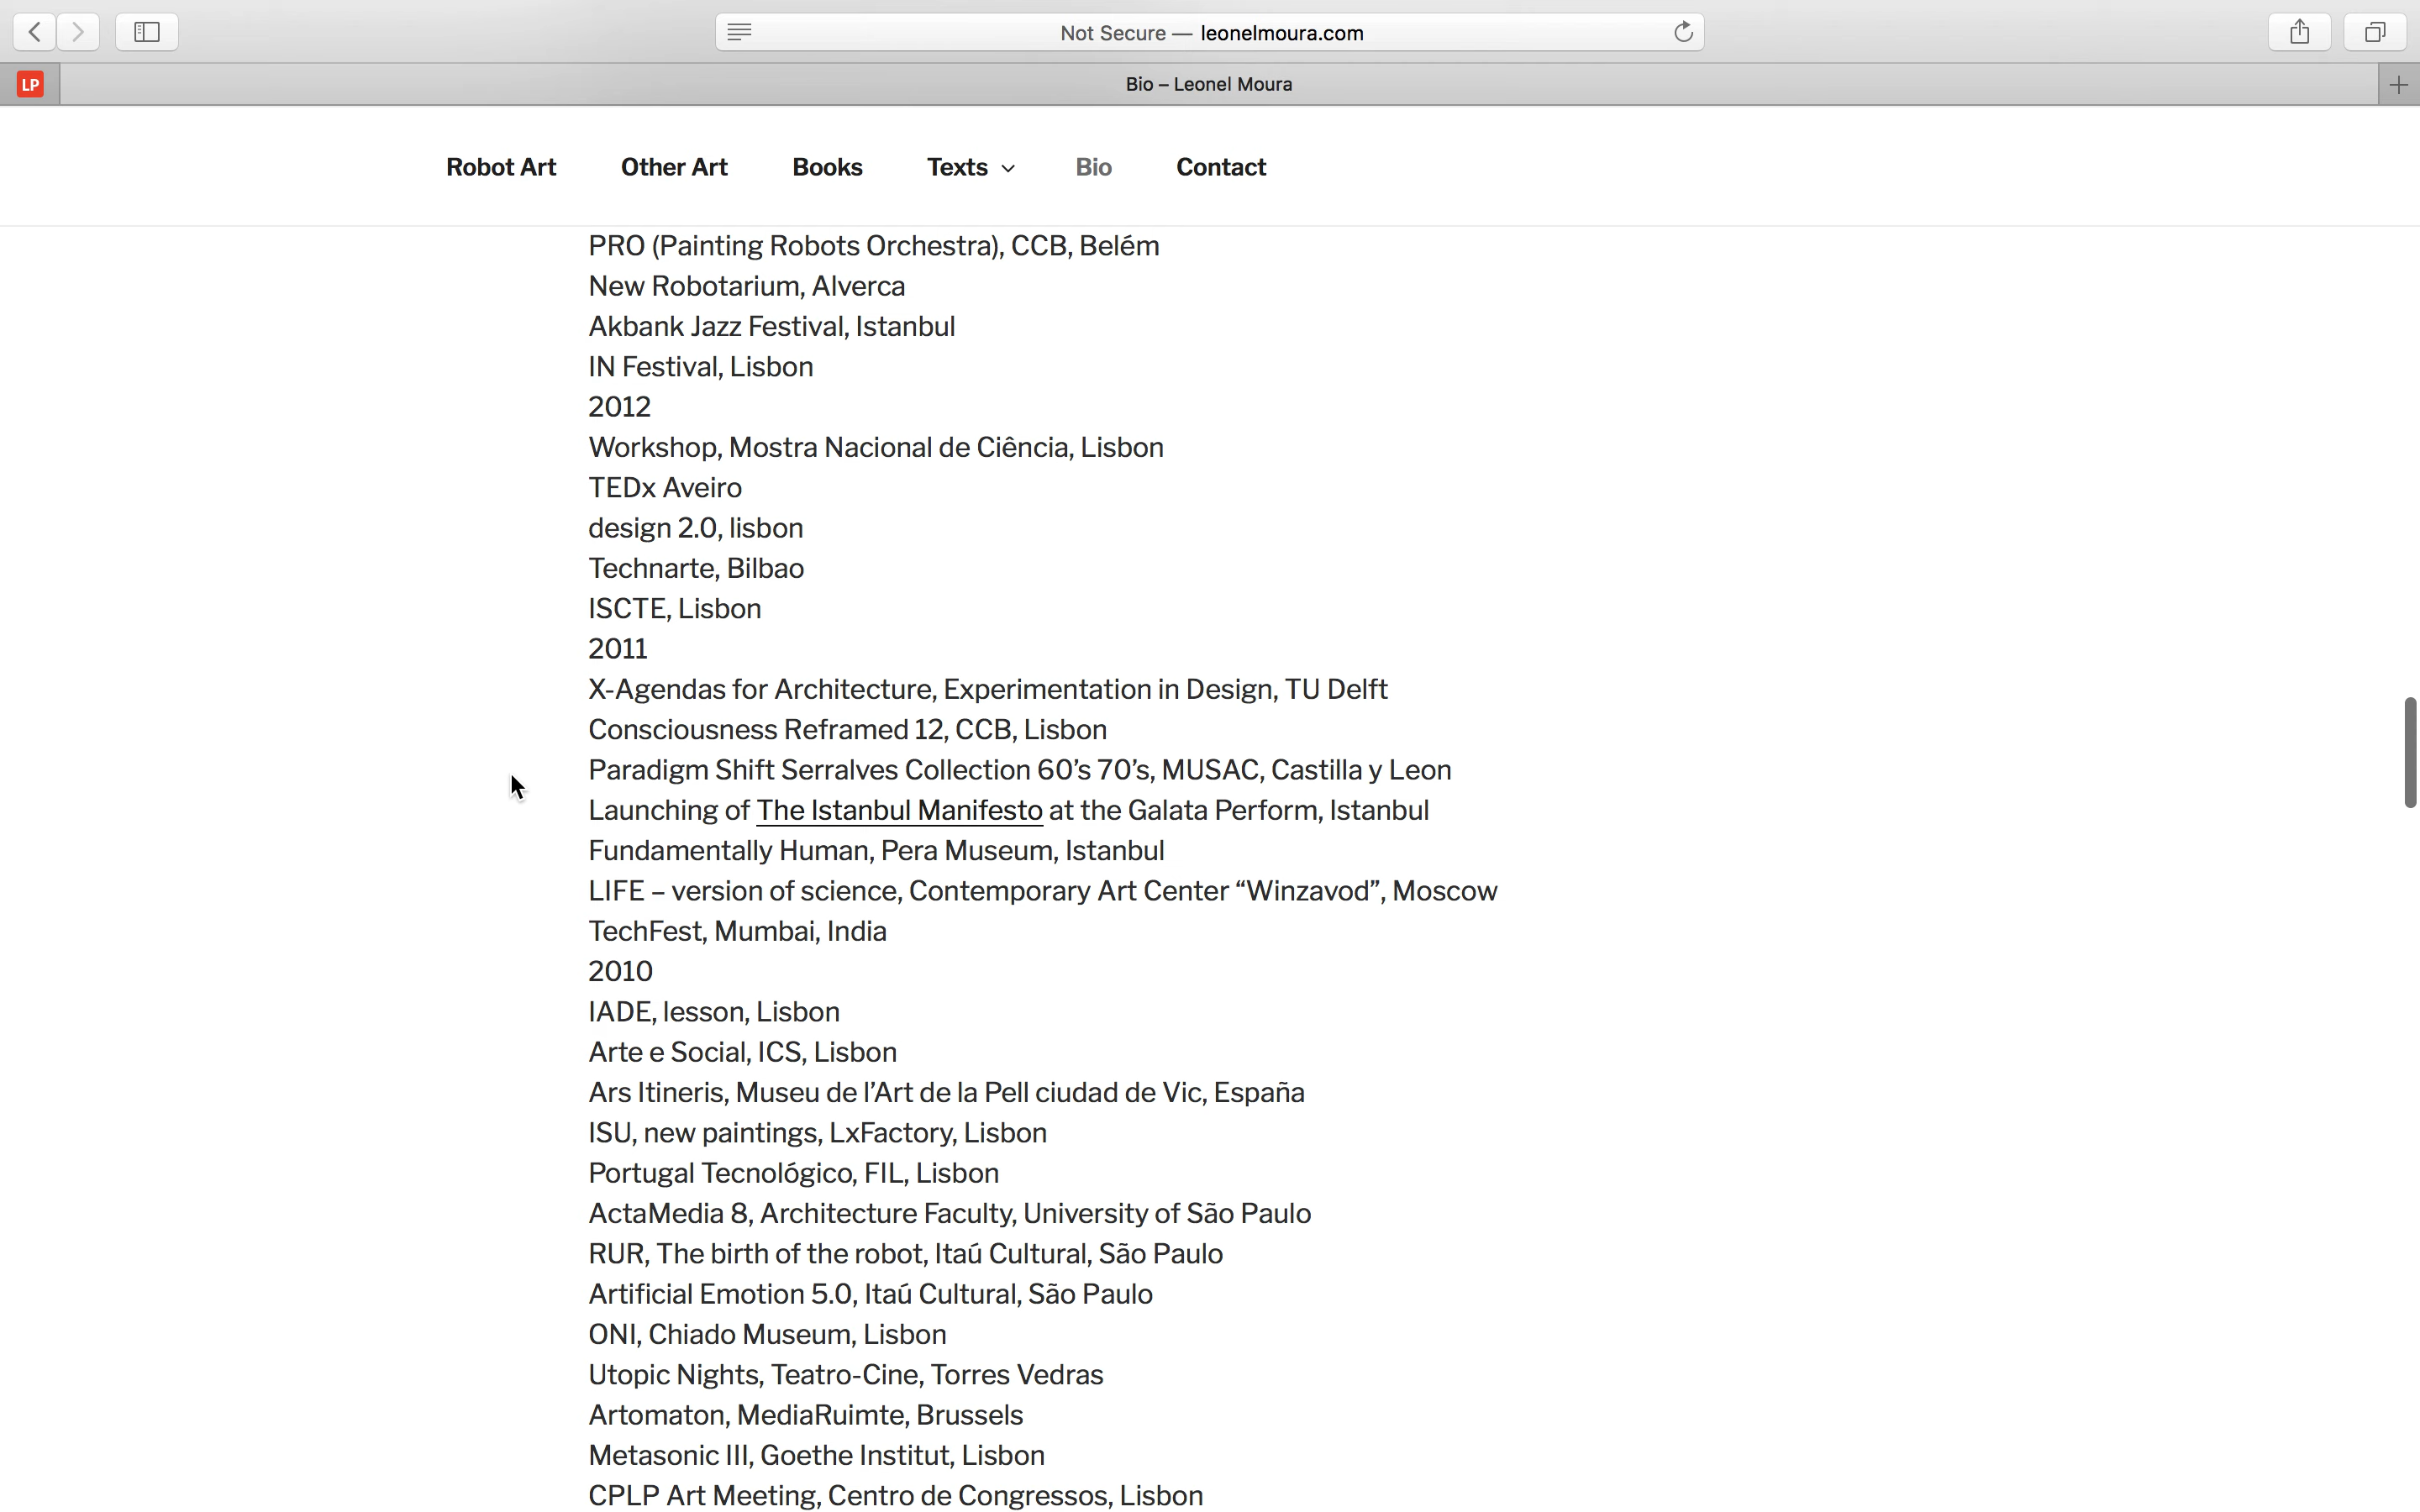 Not Secure — leonelmoura.com
LP
Bio – Leonel Moura
Robot Art Other Art Books Texts Bio Contact
PRO (Painting Robots Orchestra), CCB, Belém
New Robotarium, Alverca
Akbank Jazz Festival, Istanbul
IN Festival, Lisbon
2012
Workshop, Mostra Nacional de Ciência, Lisbon
TEDx Aveiro
design 2.0, lisbon
Technarte, Bilbao
ISCTE, Lisbon
2011
X-Agendas for Architecture, Experimentation in Design, TU Delft
Consciousness Reframed 12, CCB, Lisbon
Paradigm Shift Serralves Collection 60’s 70’s, MUSAC, Castilla y Leon
Launching of The Istanbul Manifesto at the Galata Perform, Istanbul
Fundamentally Human, Pera Museum, Istanbul
LIFE – version of science, Contemporary Art Center “Winzavod”, Moscow
TechFest, Mumbai, India
2010
IADE, lesson, Lisbon
Arte e Social, ICS, Lisbon
Ars Itineris, Museu de l’Art de la Pell ciudad de Vic, España
ISU, new paintings, LxFactory, Lisbon
Portugal Tecnológico, FIL, Lisbon
ActaMedia 8, Architecture Faculty, University of São Paulo
RUR, The birth of the robot, Itaú Cultural, São Paulo
Artificial Emotion 5.0, Itaú Cultural, São Paulo
ONI, Chiado Museum, Lisbon
Utopic Nights, Teatro-Cine, Torres Vedras
Artomaton, MediaRuimte, Brussels
Metasonic III, Goethe Institut, Lisbon
CPLP Art Meeting, Centro de Congressos, Lisbon